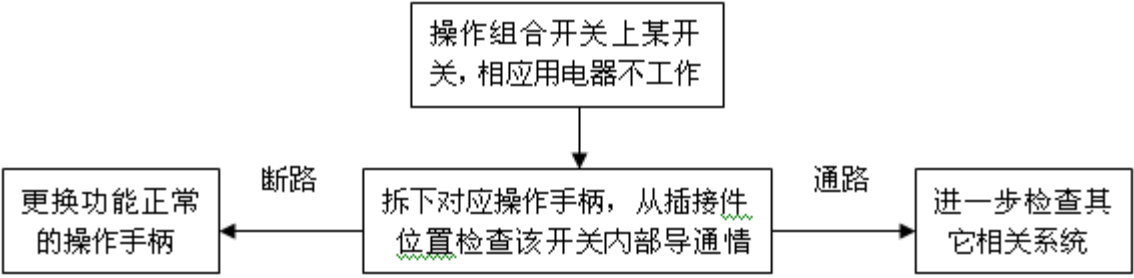 操作组合开关上某开
关，相应用电器不工作
断路
通路
更换功能正常
的操作手柄
拆下对应操作手柄，从插接件
位置检查该开关内部导通情
进一步检查其
它相关系统